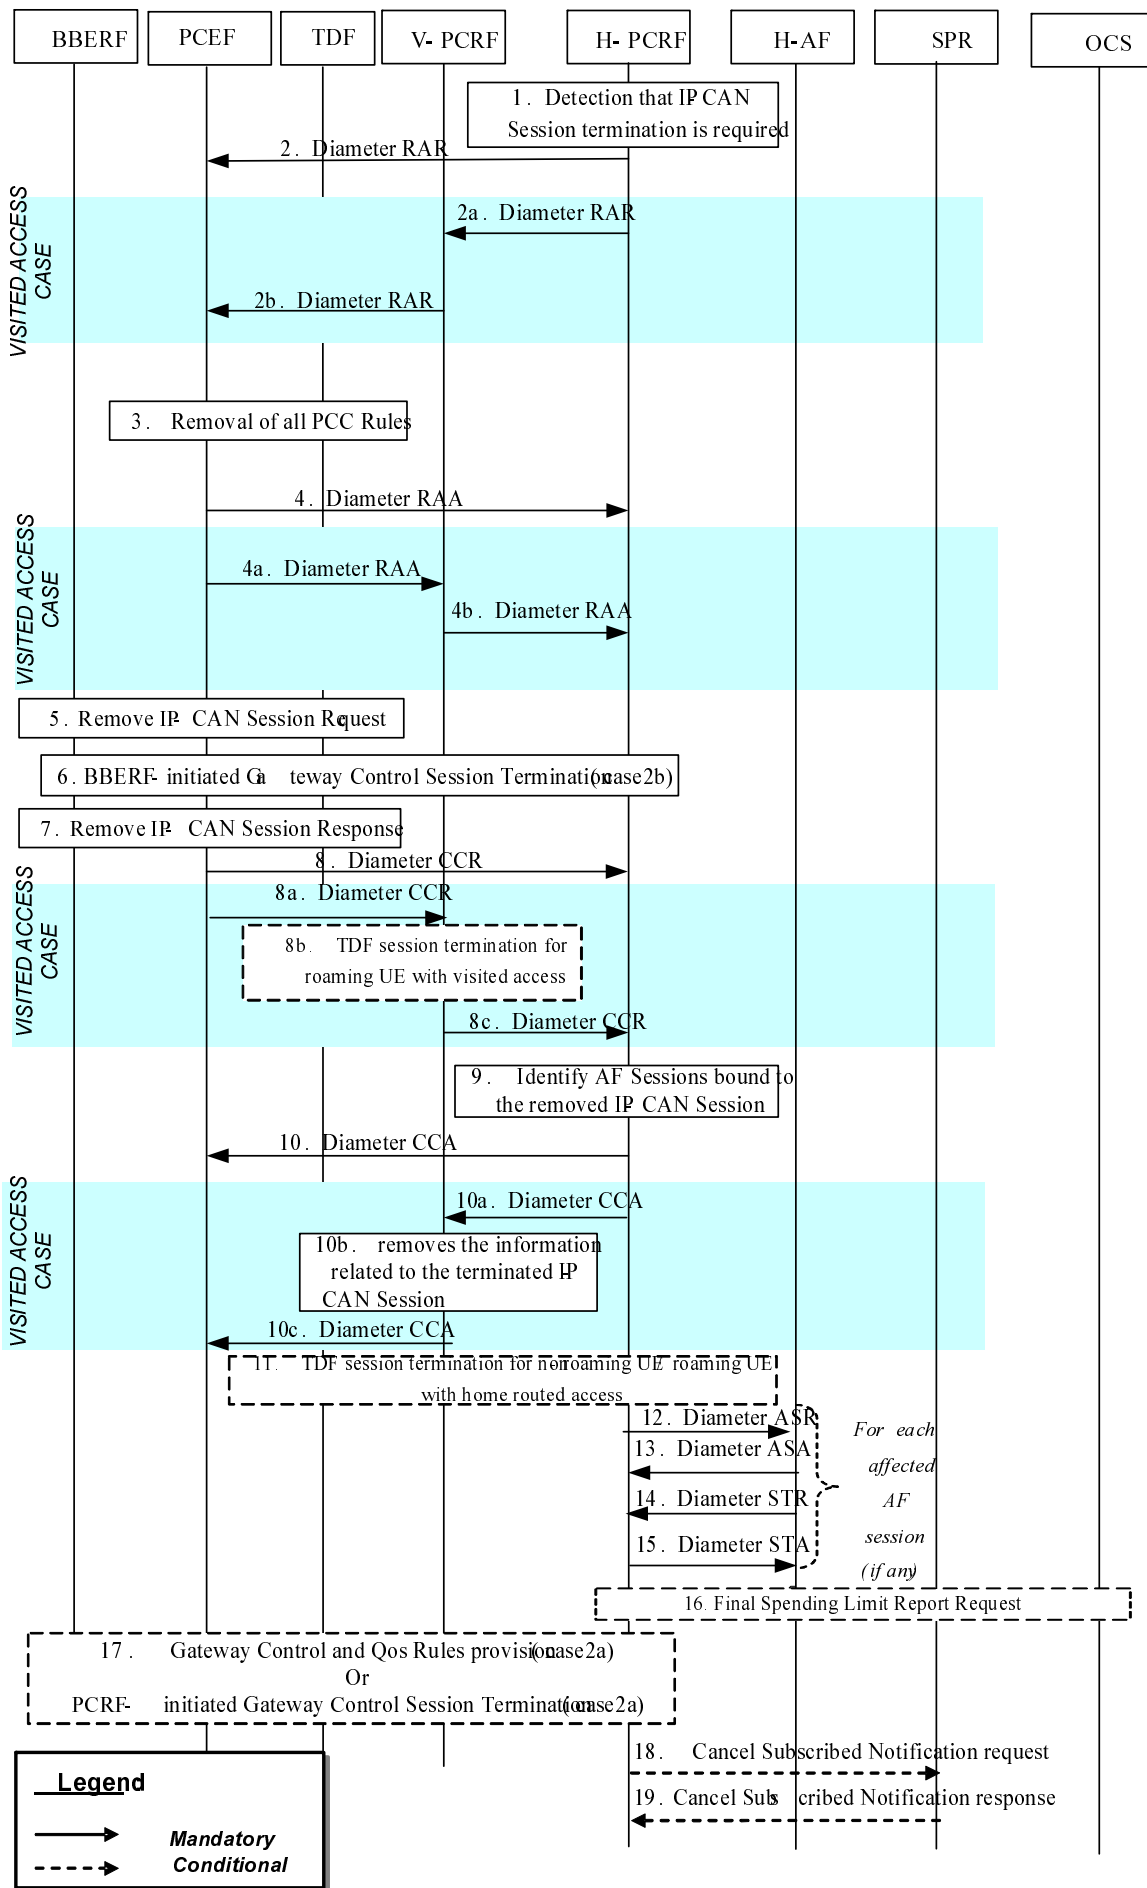 BBERF
PCEF
TDF
V- PCRF
H- PCRF
H-AF
SPR
OCS
1. Detection that IP- CAN
Session termination is required
2. Diameter RAR
VISITED ACCESS
CASE
2a. Diameter RAR
2b. Diameter RAR
3. Removal of all PCC Rules
4. Diameter RAA
VISITED ACCESS
CASE
4a. Diameter RAA
4b. Diameter RAA
5. Remove IP- CAN Session Request
6. BBERF- initiated Gateway Control Session Termination (case 2b)
7. Remove IP- CAN Session Response
8. Diameter CCR
VISITED ACCESS
CASE
8a. Diameter CCR
8b. TDF session termination for
roaming UE with visited access
8c. Diameter CCR
9. Identify AF Sessions bound to
the removed IP- CAN Session
10. Diameter CCA
VISITED ACCESS
CASE
10a. Diameter CCA
10b. removes the information
related to the terminated IP-
CAN Session
10c. Diameter CCA
11. TDF session termination for non-roaming UE/ roaming UE
with home routed access
12. Diameter ASR
13. Diameter ASA
14. Diameter STR
15. Diameter STA
For each
affected
AF
session
(if any)
16. Final Spending Limit Report Request
17. Gateway Control and Qos Rules provision (case 2a)
Or
PCRF- initiated Gateway Control Session Termination (case 2a)
18. Cancel Subscribed Notification request
19. Cancel Subscribed Notification response
Legend
Mandatory
Conditional